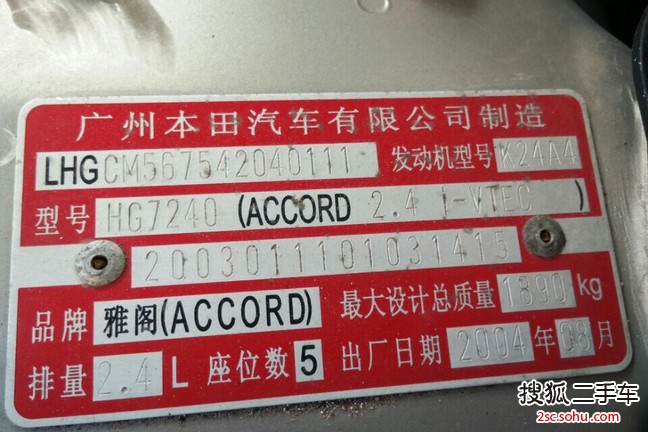 广州本田汽车有限公司制造
LHGCM567542040111 发动机型号 K24A4
型号 HG7240 (ACCORD 2.4 i-VTEC )
2003011101031415
品牌 雅阁(ACCORD) 最大设计总质量 1890 kg
排量 2.4 L 座位数 5 出厂日期 2004 年 08 月
搜狐二手车
2sc.sohu.com